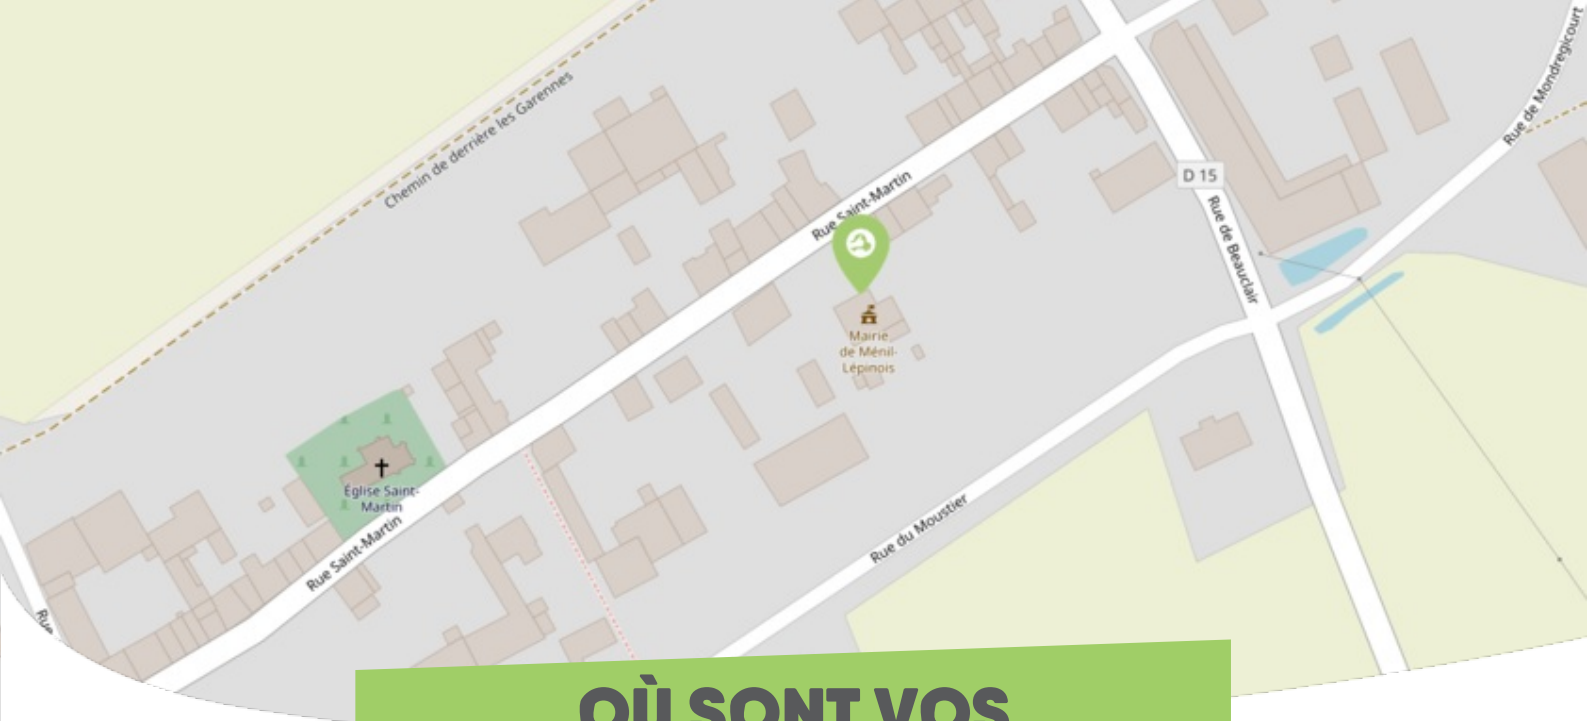 Chemin de derrière les Garennes
Rue de Mondregicourt
D 15
Rue Saint-Martin
Rue de Beauclair
Mairie
de Ménil-
Lépinois
Église Saint-
Martin
Rue Saint-Martin
Rue du Moustier
Rue
OÙ SONT VOS